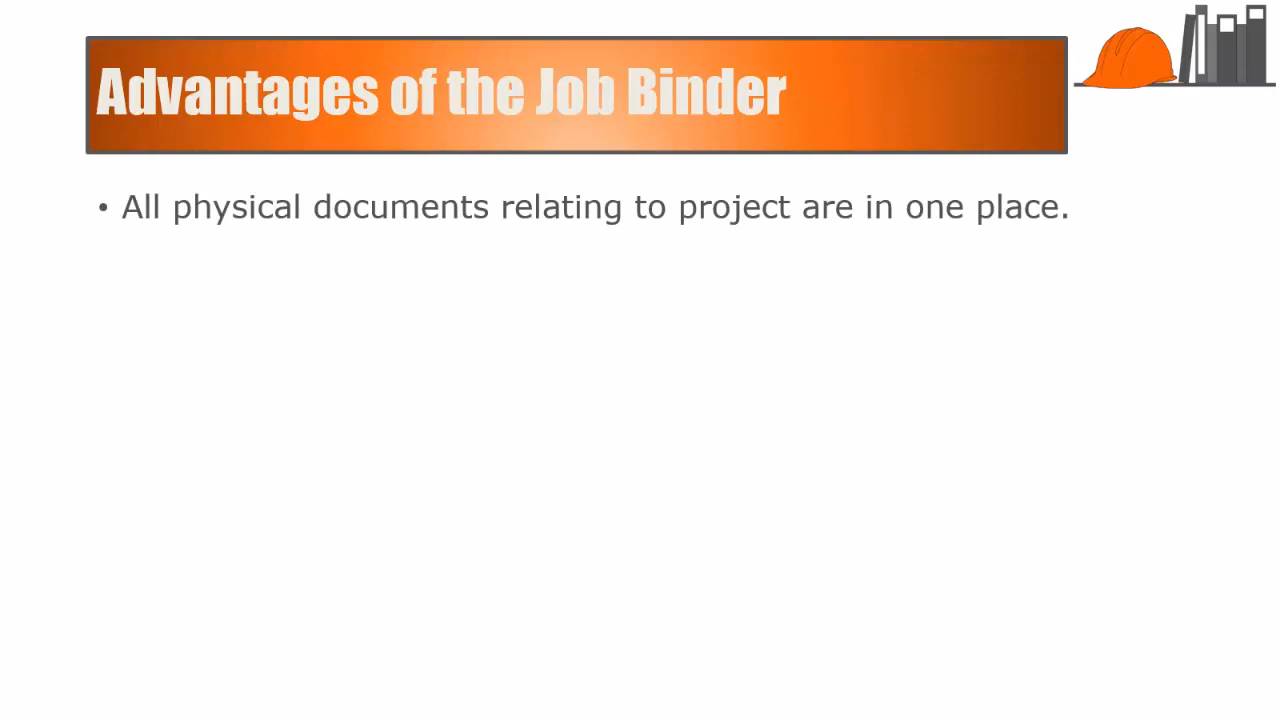 Advantages of the Job Binder
• All physical documents relating to project are in one place.